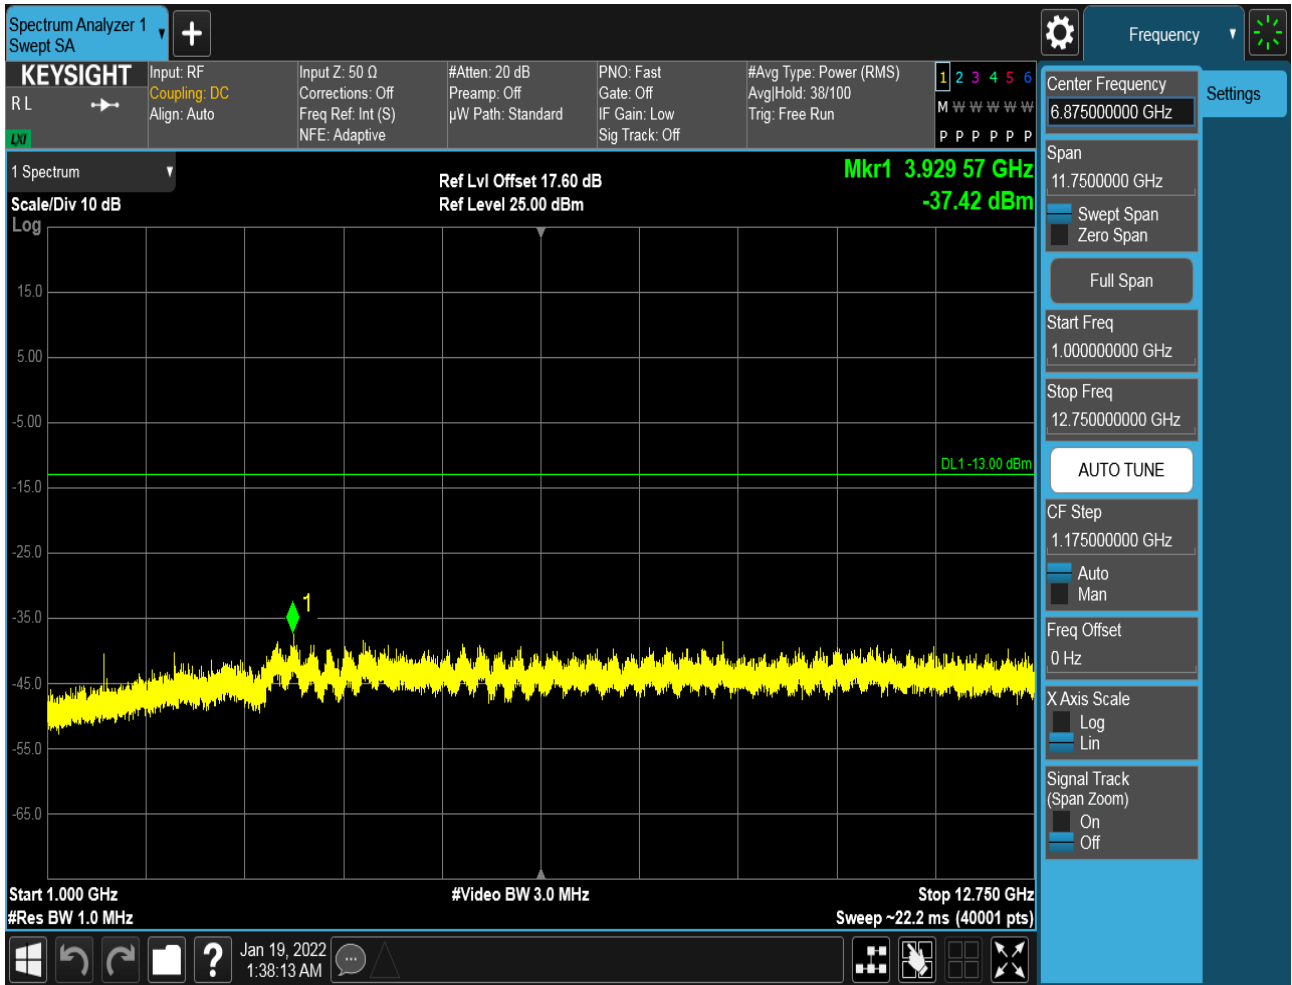 Spectrum Analyzer 1
Swept SA
Frequency
KEYSIGHT
R L
LXI
Input: RF
Coupling: DC
Align: Auto
Input Z: 50 Ω
Corrections: Off
Freq Ref: Int (S)
NFE: Adaptive
#Atten: 20 dB
Preamp: Off
µW Path: Standard
PNO: Fast
Gate: Off
IF Gain: Low
Sig Track: Off
#Avg Type: Power (RMS)
Avg|Hold: 38/100
Trig: Free Run
1 2 3 4 5 6
M W W W W W
P P P P P P
1 Spectrum
Scale/Div 10 dB
Log
Ref Lvl Offset 17.60 dB
Ref Level 25.00 dBm
Mkr1 3.929 57 GHz
-37.42 dBm
15.0
5.00
-5.00
DL1 -13.00 dBm
-15.0
-25.0
1
-35.0
-45.0
-55.0
-65.0
Start 1.000 GHz
#Res BW 1.0 MHz
#Video BW 3.0 MHz
Stop 12.750 GHz
Sweep ~22.2 ms (40001 pts)
Jan 19, 2022
1:38:13 AM
Center Frequency
6.875000000 GHz
Settings
Span
11.7500000 GHz
Swept Span
Zero Span
Full Span
Start Freq
1.000000000 GHz
Stop Freq
12.750000000 GHz
AUTO TUNE
CF Step
1.175000000 GHz
Auto
Man
Freq Offset
0 Hz
X Axis Scale
Log
Lin
Signal Track
(Span Zoom)
On
Off